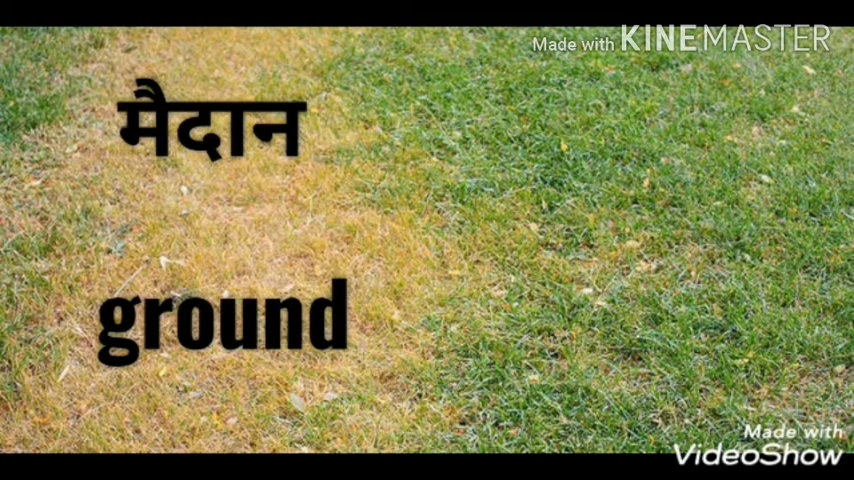 Made with KINEMASTER
मैदान
ground
Made with
VideoShow